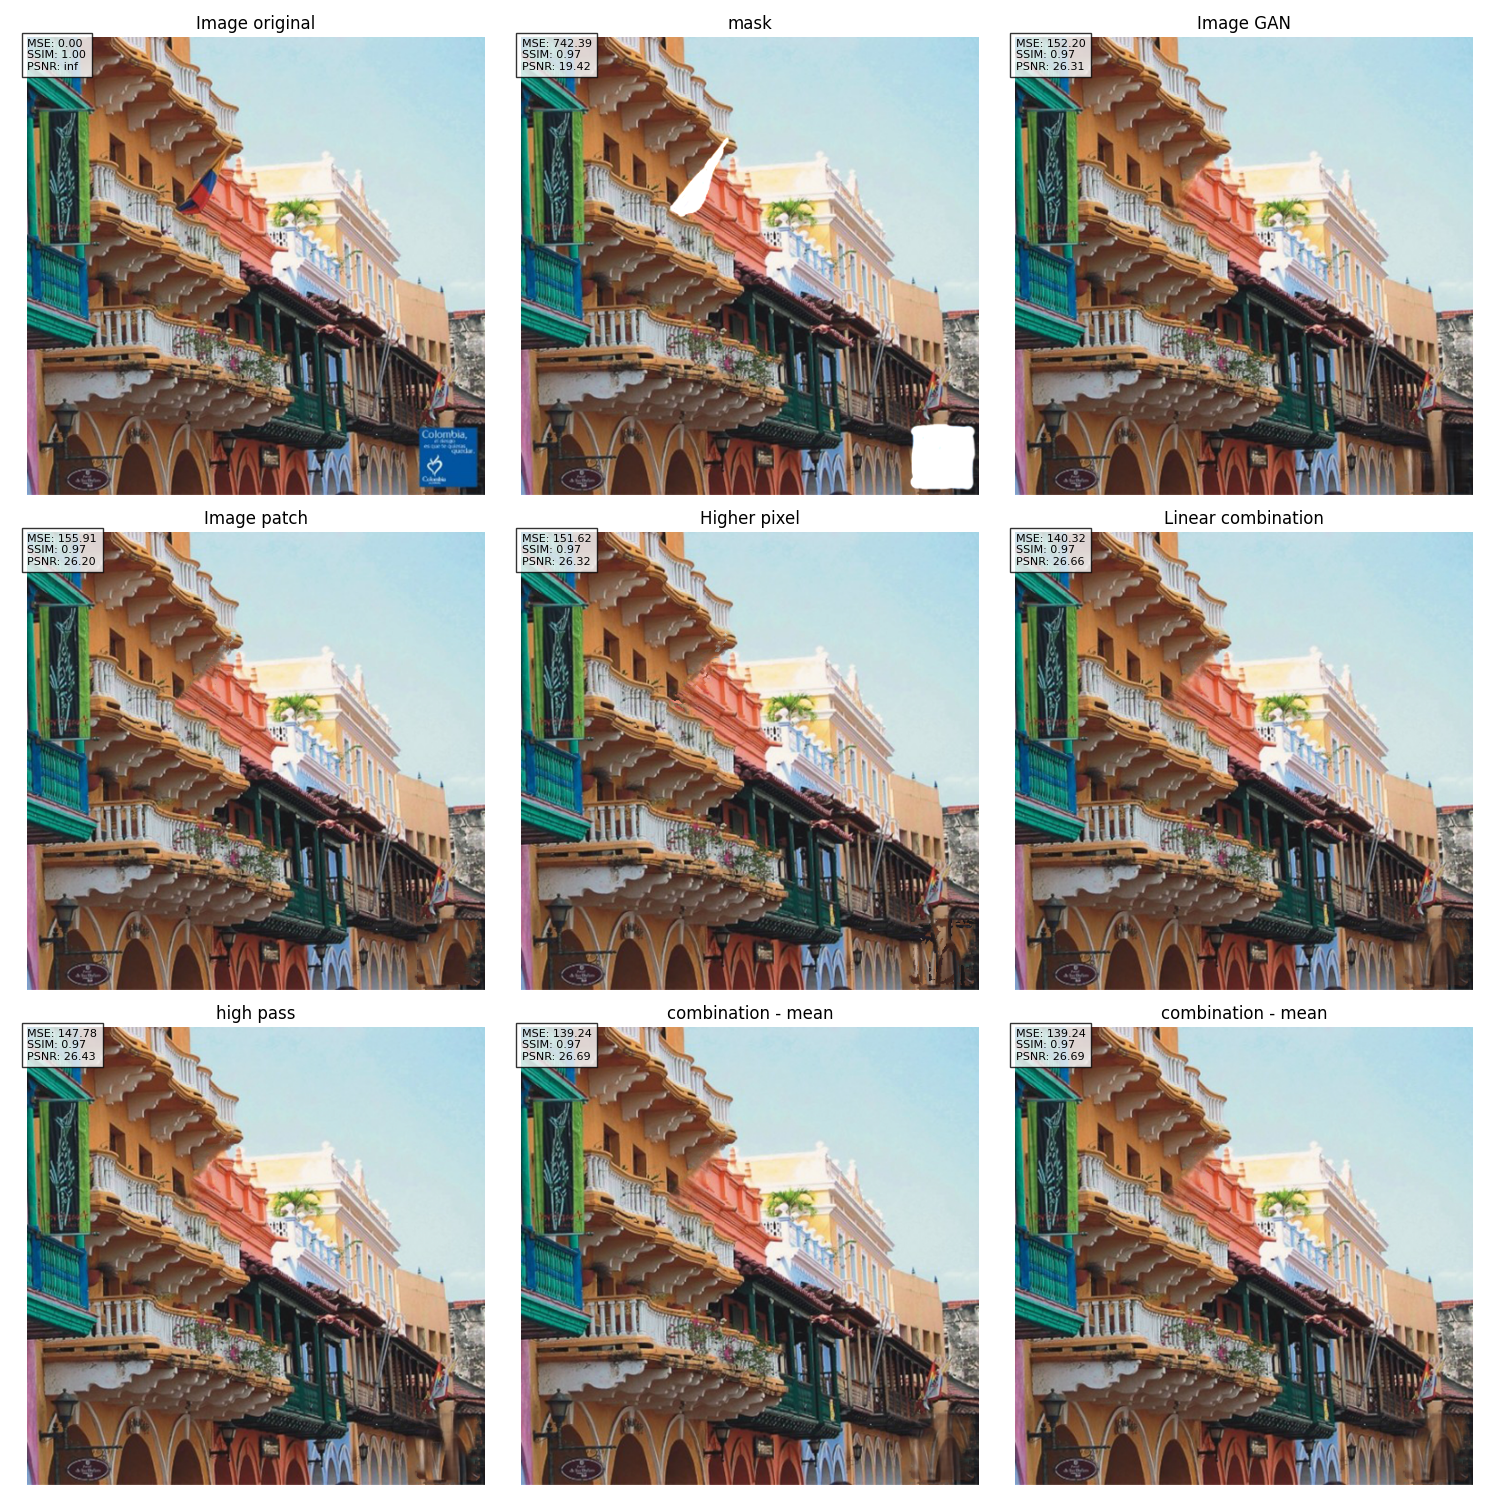 Image original
MSE: 0.00
SSIM: 1.00
PSNR: inf
Colombia,
quedar.
Colombia
mask
MSE: 742.39
SSIM: 0.97
PSNR: 19.42
Image GAN
MSE: 152.20
SSIM: 0.97
PSNR: 26.31
Image patch
MSE: 155.91
SSIM: 0.97
PSNR: 26.20
Higher pixel
MSE: 151.62
SSIM: 0.97
PSNR: 26.32
Linear combination
MSE: 140.32
SSIM: 0.97
PSNR: 26.66
high pass
MSE: 147.78
SSIM: 0.97
PSNR: 26.43
combination - mean
MSE: 139.24
SSIM: 0.97
PSNR: 26.69
combination - mean
MSE: 139.24
SSIM: 0.97
PSNR: 26.69